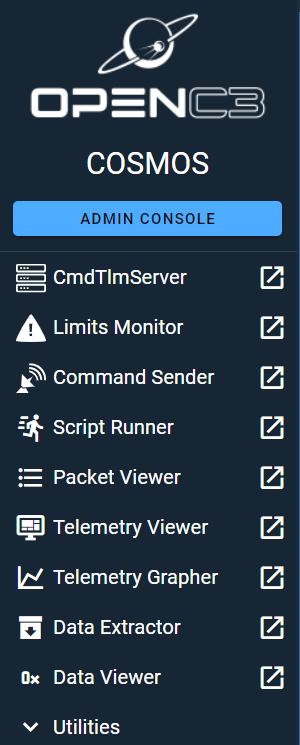 OPENC3
COSMOS
ADMIN CONSOLE
CmdTlmServer
Limits Monitor
Command Sender
Script Runner
Packet Viewer
Telemetry Viewer
Telemetry Grapher
Data Extractor
0x Data Viewer
Utilities